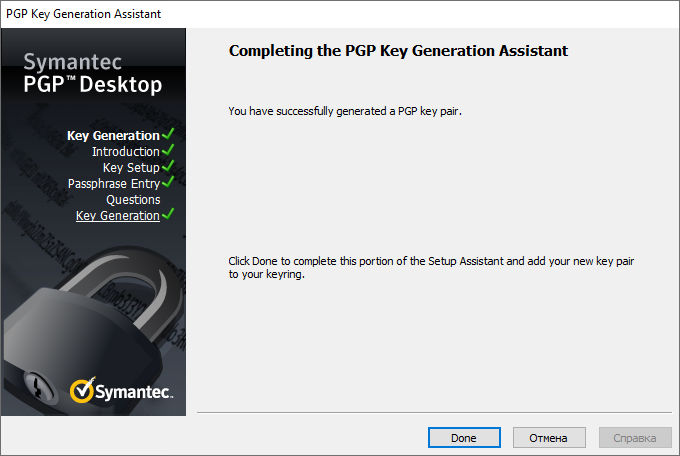 PGP Key Generation Assistant
Symantec
PGP™ Desktop
Key Generation
Introduction
Key Setup
Passphrase Entry
Questions
Key Generation
Symantec™
Completing the PGP Key Generation Assistant
You have successfully generated a PGP key pair.
Click Done to complete this portion of the Setup Assistant and add your new key pair
to your keyring.
Done
Отмена
Справка